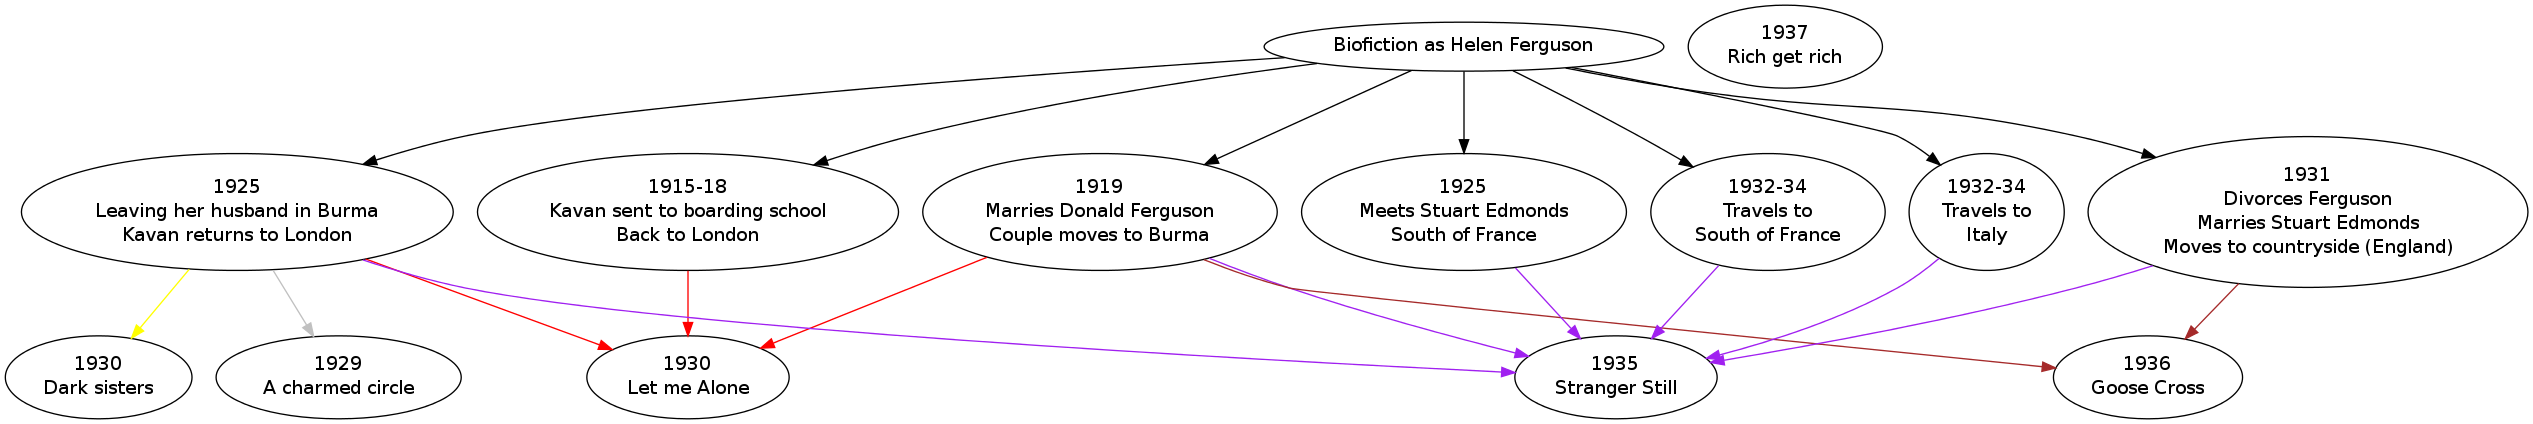 Biofiction as Helen Ferguson
1937
Rich get rich
1925
Leaving her husband in Burma
Kavan returns to London
1915-18
Kavan sent to boarding school
Back to London
1919
Marries Donald Ferguson
Couple moves to Burma
1925
Meets Stuart Edmonds
South of France
1932-34
Travels to
South of France
1932-34
Travels to
Italy
1931
Divorces Ferguson
Marries Stuart Edmonds
Moves to countryside (England)
1930
Dark sisters
1929
A charmed circle
1930
Let me Alone
1935
Stranger Still
1936
Goose Cross